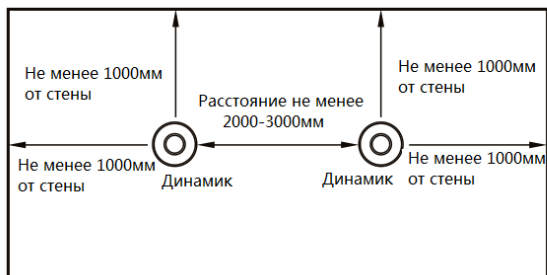 Не менее 1000мм
от стены
Не менее 1000мм
от стены
Расстояние не менее
2000-3000мм
Не менее 1000мм
от стены
Динамик
Динамик
Не менее 1000мм
от стены